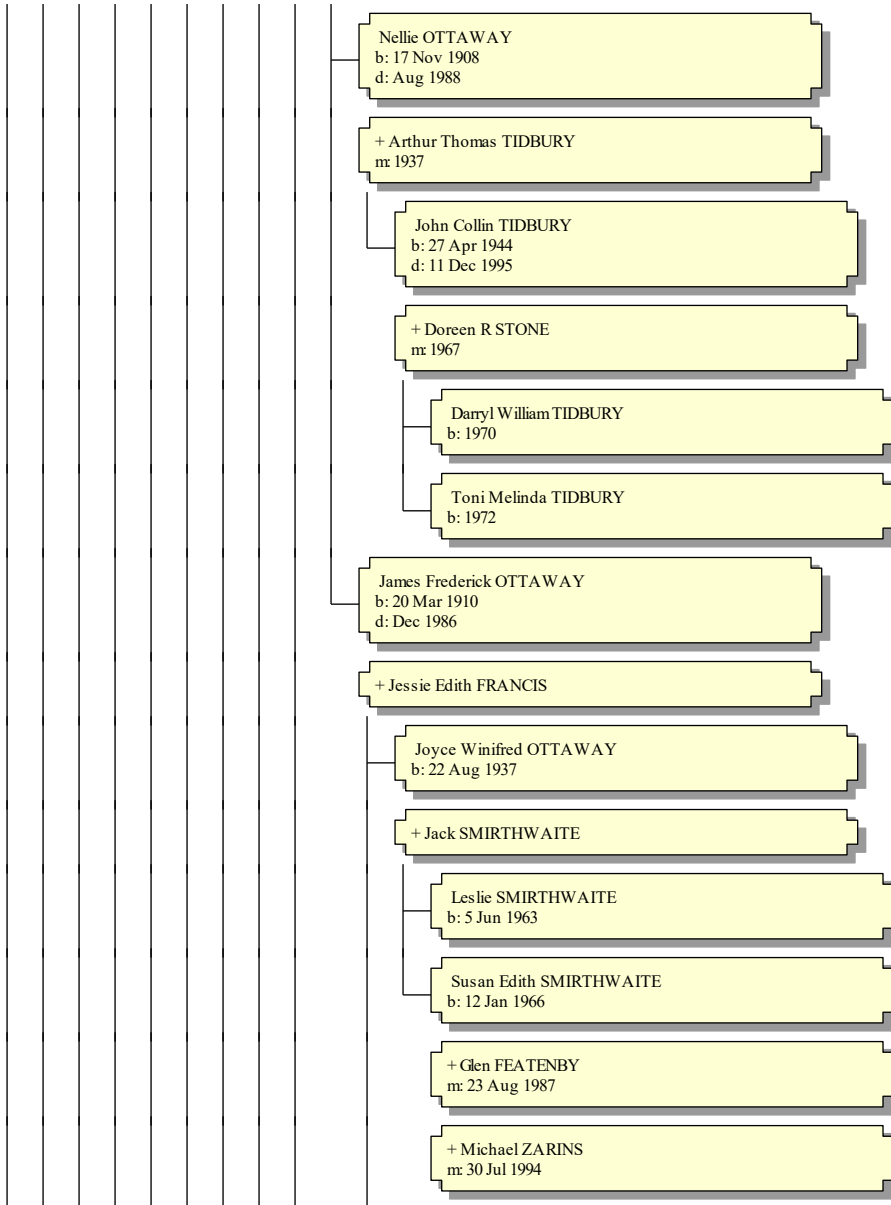 Nellie OTTAWAY
b: 17 Nov 1908
d: Aug 1988
+ Arthur Thomas TIDBURY
m: 1937
John Collin TIDBURY
b: 27 Apr 1944
d: 11 Dec 1995
+ Doreen R STONE
m: 1967
Darryl William TIDBURY
b: 1970
Toni Melinda TIDBURY
b: 1972
James Frederick OTTAWAY
b: 20 Mar 1910
d: Dec 1986
+ Jessie Edith FRANCIS
Joyce Winifred OTTAWAY
b: 22 Aug 1937
+ Jack SMIRTHWAITE
Leslie SMIRTHWAITE
b: 5 Jun 1963
Susan Edith SMIRTHWAITE
b: 12 Jan 1966
+ Glen FEATENBY
m: 23 Aug 1987
+ Michael ZARINS
m: 30 Jul 1994